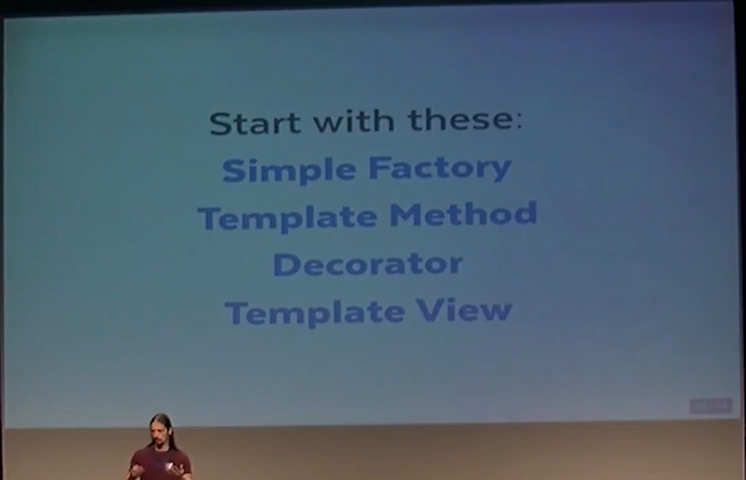 Start with these:
Simple Factory
Template Method
Decorator
Template View